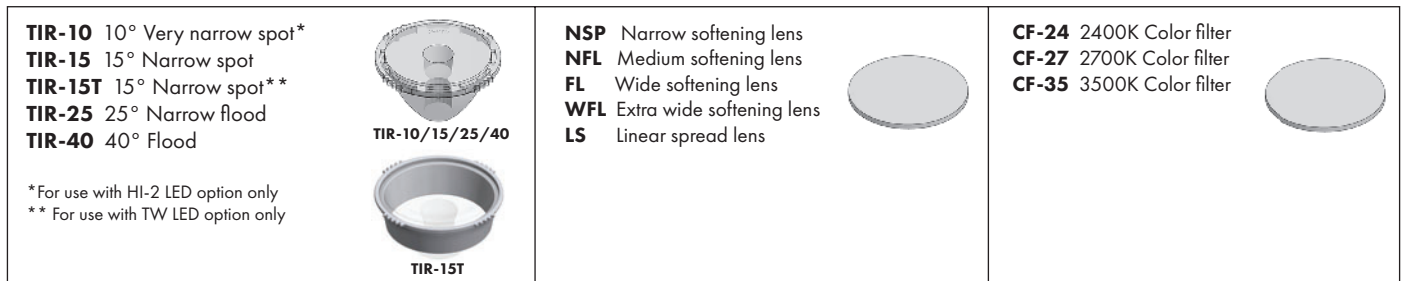 TIR-10 10° Very narrow spot*
TIR-15 15° Narrow spot
TIR-15T 15° Narrow spot**
TIR-25 25° Narrow flood
TIR-40 40° Flood
*For use with HI-2 LED option only
** For use with TW LED option only
TIR-10/15/25/40
TIR-15T
NSP Narrow softening lens
NFL Medium softening lens
FL Wide softening lens
WFL Extra wide softening lens
LS Linear spread lens
CF-24 2400K Color filter
CF-27 2700K Color filter
CF-35 3500K Color filter